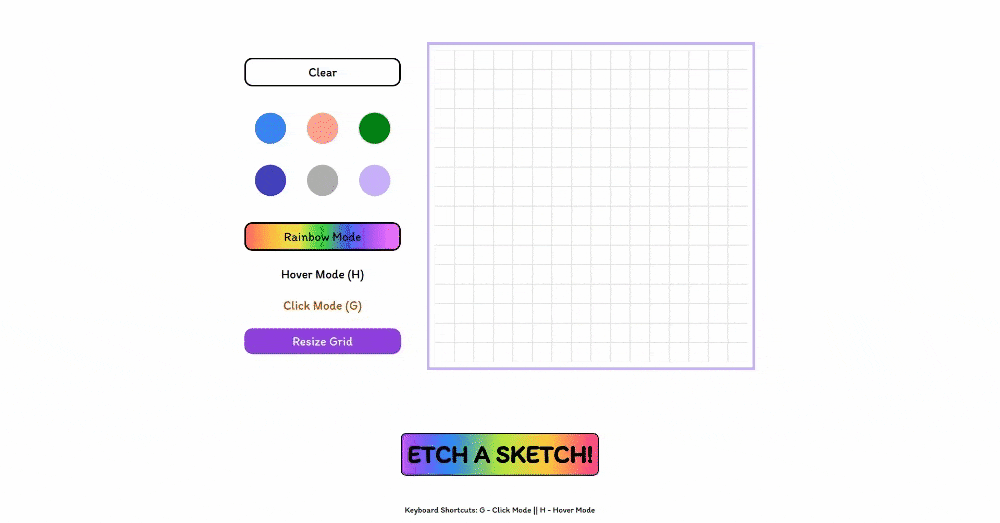 Clear
Rainbow Mode
Hover Mode (H)
Click Mode (G)
Resize Grid
ETCH A SKETCH!
Keyboard Shortcuts: G - Click Mode || H - Hover Mode